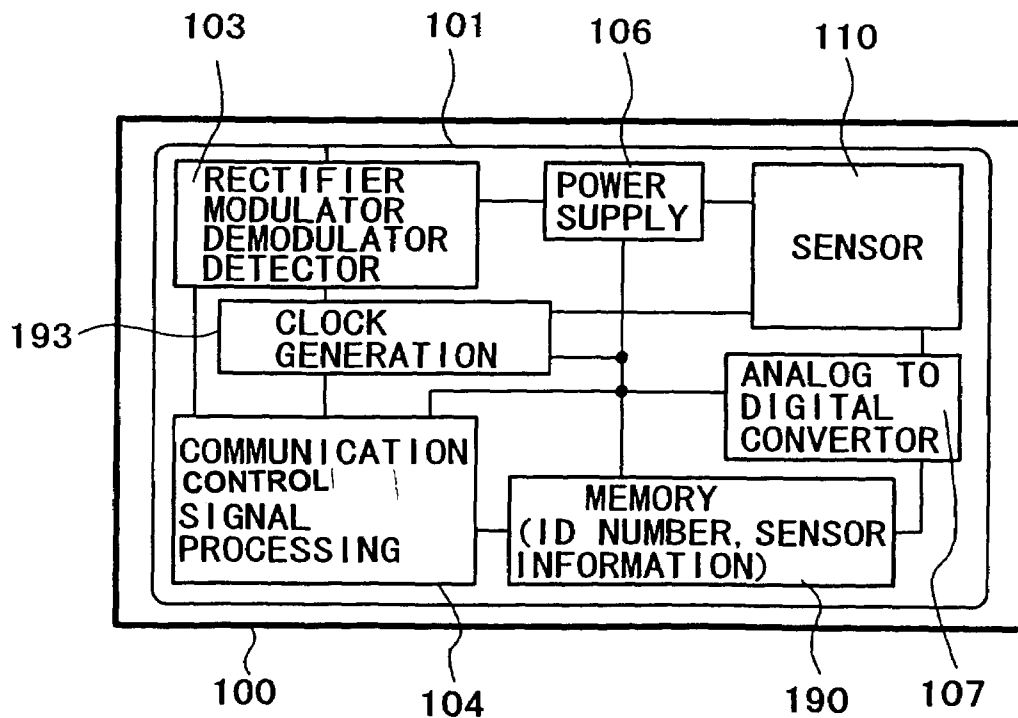 103
101
106
110
RECTIFIER
MODULATOR
DEMODULATOR
DETECTOR
POWER
SUPPLY
SENSOR
193
CLOCK
GENERATION
ANALOG TO
DIGITAL
CONVERTOR
COMMUNICATION
CONTROL
SIGNAL
PROCESSING
MEMORY
(ID NUMBER, SENSOR
INFORMATION)
100
104
190
107